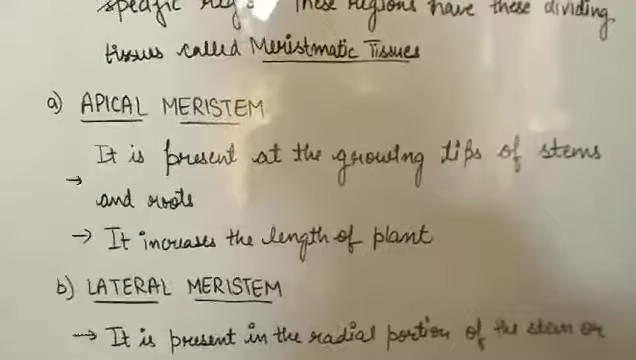 specific These regions have these dividing
tissues called Meristmatic Tissues
a) APICAL MERISTEM
→ It is present at the growing tips of stems
and roots
→ It increases the length of plant
b) LATERAL MERISTEM
→ It is present in the radial portion of the stem or